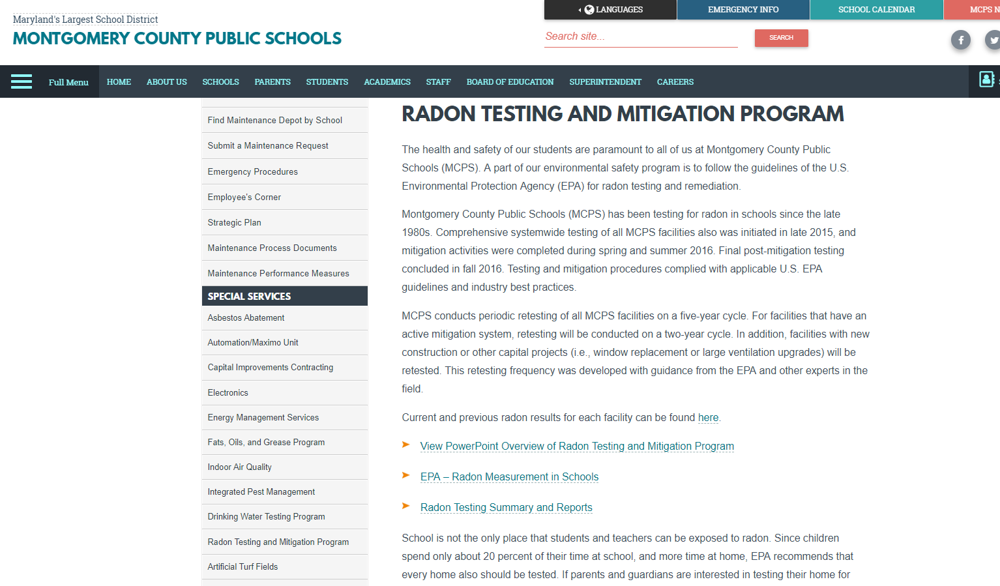 Maryland's Largest School District
MONTGOMERY COUNTY PUBLIC SCHOOLS
LANGUAGES
EMERGENCY INFO
SCHOOL CALENDAR
MCPS N
Search site...
SEARCH
Full Menu
HOME
ABOUT US
SCHOOLS
PARENTS
STUDENTS
ACADEMICS
STAFF
BOARD OF EDUCATION
SUPERINTENDENT
CAREERS
Find Maintenance Depot by School
Submit a Maintenance Request
Emergency Procedures
Employee's Corner
Strategic Plan
Maintenance Process Documents
Maintenance Performance Measures
SPECIAL SERVICES
Asbestos Abatement
Automation/Maximo Unit
Capital Improvements Contracting
Electronics
Energy Management Services
Fats, Oils, and Grease Program
Indoor Air Quality
Integrated Pest Management
Drinking Water Testing Program
Radon Testing and Mitigation Program
Artificial Turf Fields
RADON TESTING AND MITIGATION PROGRAM
The health and safety of our students are paramount to all of us at Montgomery County Public
Schools (MCPS). A part of our environmental safety program is to follow the guidelines of the U.S.
Environmental Protection Agency (EPA) for radon testing and remediation.
Montgomery County Public Schools (MCPS) has been testing for radon in schools since the late
1980s. Comprehensive systemwide testing of all MCPS facilities also was initiated in late 2015, and
mitigation activities were completed during spring and summer 2016. Final post-mitigation testing
concluded in fall 2016. Testing and mitigation procedures complied with applicable U.S. EPA
guidelines and industry best practices.
MCPS conducts periodic retesting of all MCPS facilities on a five-year cycle. For facilities that have an
active mitigation system, retesting will be conducted on a two-year cycle. In addition, facilities with new
construction or other capital projects (i.e., window replacement or large ventilation upgrades) will be
retested. This retesting frequency was developed with guidance from the EPA and other experts in the
field.
Current and previous radon results for each facility can be found here.
View PowerPoint Overview of Radon Testing and Mitigation Program
EPA – Radon Measurement in Schools
Radon Testing Summary and Reports
School is not the only place that students and teachers can be exposed to radon. Since children
spend only about 20 percent of their time at school, and more time at home, EPA recommends that
every home also should be tested. If parents and guardians are interested in testing their home for